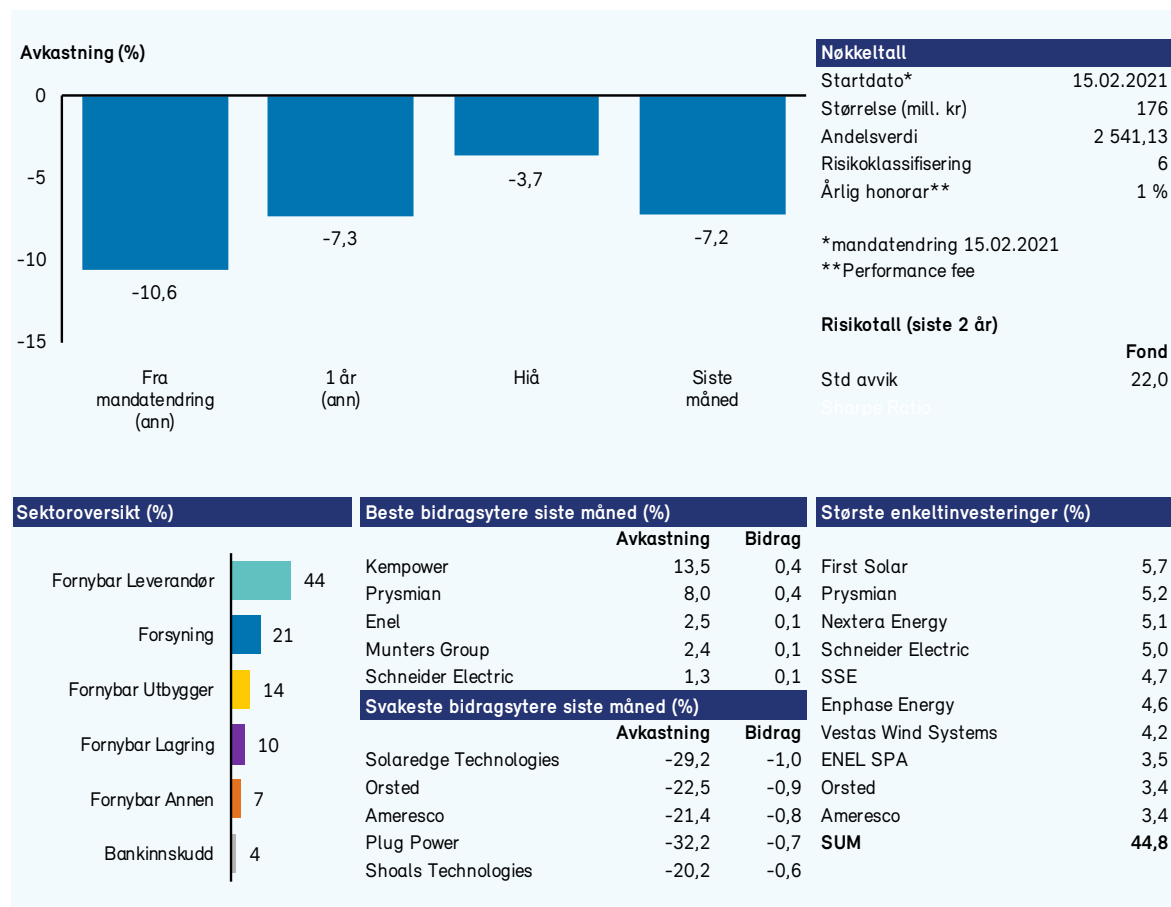 Avkastning (%)
0
-5
-10
-15
-10,6
-7,3
-3,7
-7,2
Fra
mandatendring
(ann)
1 år
(ann)
Hiå
Siste
måned
Nøkkeltall
Startdato* 15.02.2021
Størrelse (mill. kr) 176
Andelsverdi 2 541,13
Risikoklassifisering 6
Årlig honorar** 1 %
*mandatendring 15.02.2021
**Performance fee
Risikotall (siste 2 år)
Fond
Std avvik 22,0
Sharpe Ratio
Sektoroversikt (%)
Fornybar Leverandør 44
Forsyning 21
Fornybar Utbygger 14
Fornybar Lagring 10
Fornybar Annen 7
Bankinnskudd 4
Beste bidragsytere siste måned (%)
Avkastning Bidrag
Kempower 13,5 0,4
Prysmian 8,0 0,4
Enel 2,5 0,1
Munters Group 2,4 0,1
Schneider Electric 1,3 0,1
Svakeste bidragsytere siste måned (%)
Avkastning Bidrag
Solaredge Technologies -29,2 -1,0
Orsted -22,5 -0,9
Ameresco -21,4 -0,8
Plug Power -32,2 -0,7
Shoals Technologies -20,2 -0,6
Største enkeltinvesteringer (%)
First Solar 5,7
Prysmian 5,2
Nextera Energy 5,1
Schneider Electric 5,0
SSE 4,7
Enphase Energy 4,6
Vestas Wind Systems 4,2
ENEL SPA 3,5
Orsted 3,4
Ameresco 3,4
SUM 44,8